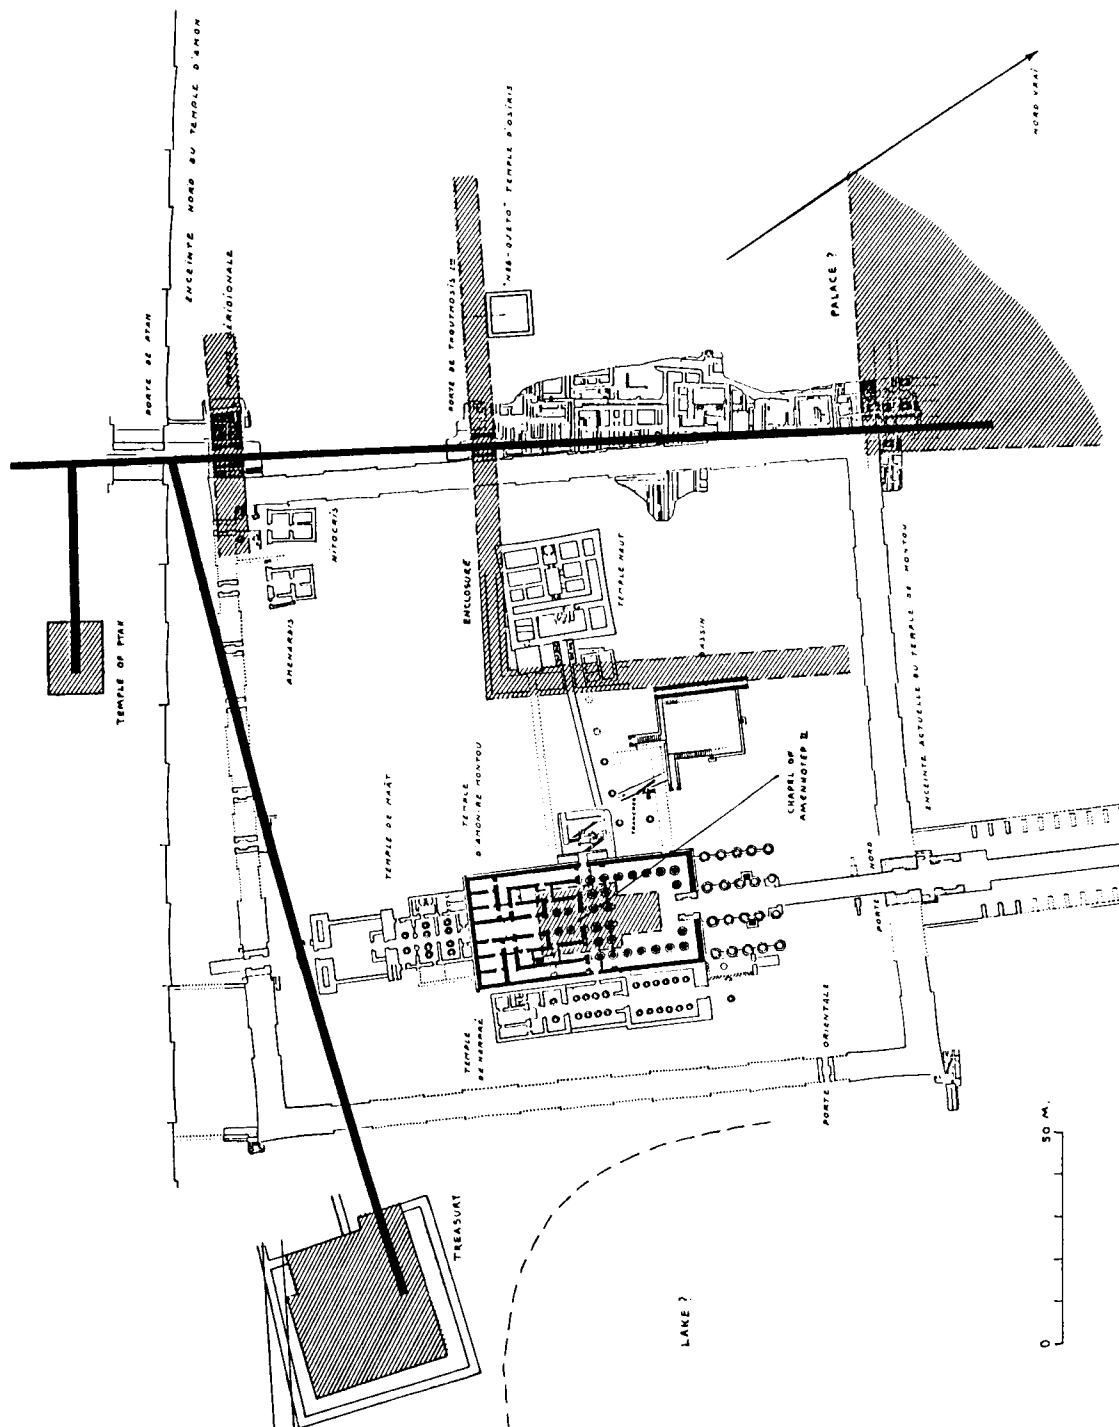 ENCEINTE NORD DU TEMPLE D'AMON
PORTE DE PTAH
PORTE MÉRIDIONALE
PORTE DE THOUTMOSIS Ier
"NEB-DJETO" TEMPLE D'OSIRIS
NORD VRAI
PALACE ?
TEMPLE OF PTAH
NITOCRIS
AMENARDIS
ENCLOSURE
TEMPLE HAUT
BASSIN
TEMPLE DE MAÂT
TEMPLE
D'AMON-RE MONTOU
CHAPEL OF
AMENHOTEP II
ENCEINTE ACTUELLE DU TEMPLE DE MONTOU
PORTE NORD
TEMPLE
DE HARPRÉ
PORTE ORIENTALE
TREASURY
LAKE ?
0 50 M.